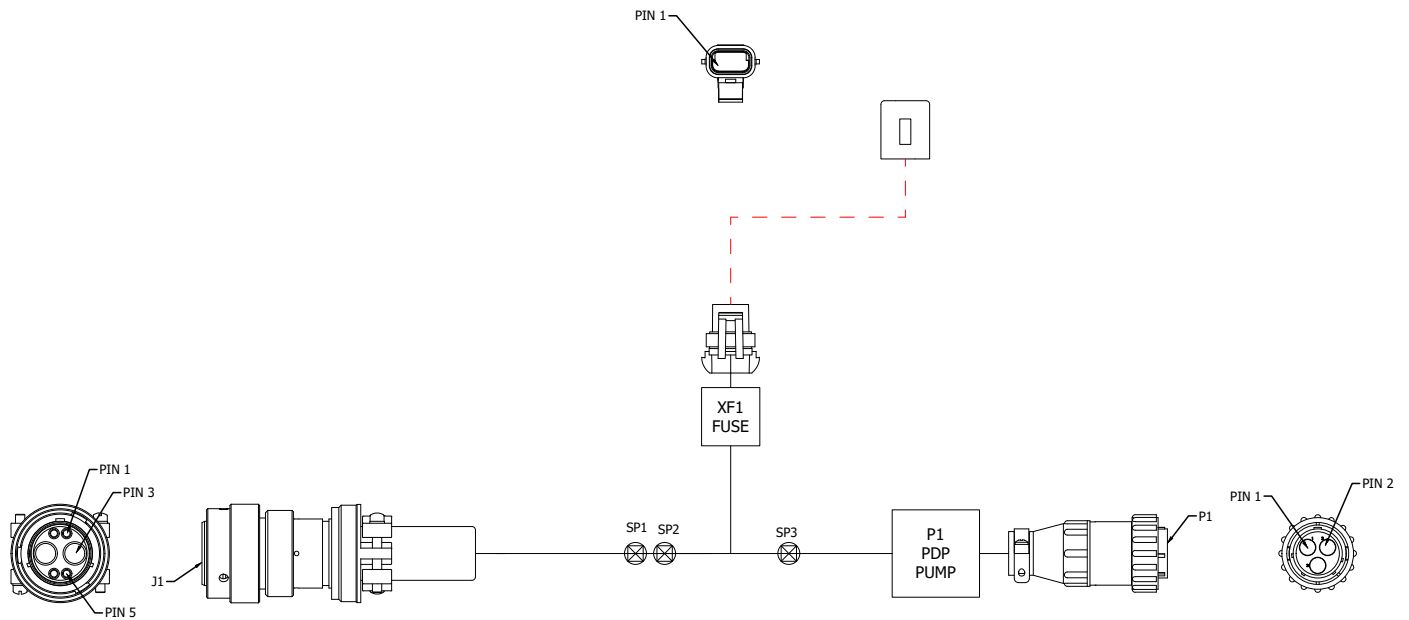 PIN 1
XF1
FUSE
PIN 1
PIN 3
J1
PIN 5
SP1
SP2
SP3
P1
PDP
PUMP
P1
PIN 1
PIN 2